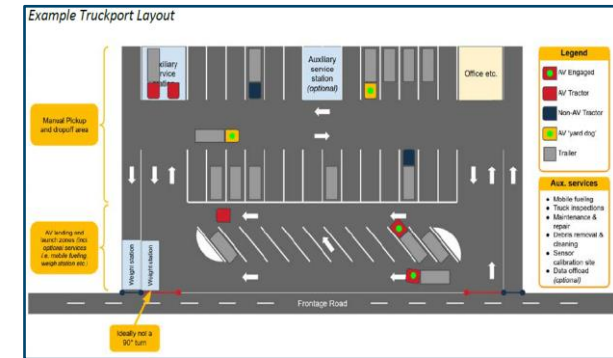 Example Truckport Layout
Auxiliary
service
station
Auxiliary
service
station
(optional)
Office etc.
Manual Pickup
and dropoff area
AV landing and
launch zones (incl.
optional services
i.e. mobile fueling,
weigh station etc.)
Weight station
Weight station
Ideally not a
90° turn
Frontage Road
Legend
AV Engaged
AV Tractor
Non-AV Tractor
AV 'yard dog'
Trailer
Aux. services
● Mobile fueling
● Truck inspections
● Maintenance &
repair
● Debris removal &
cleaning
● Sensor
calibration site
● Data offload
(optional)